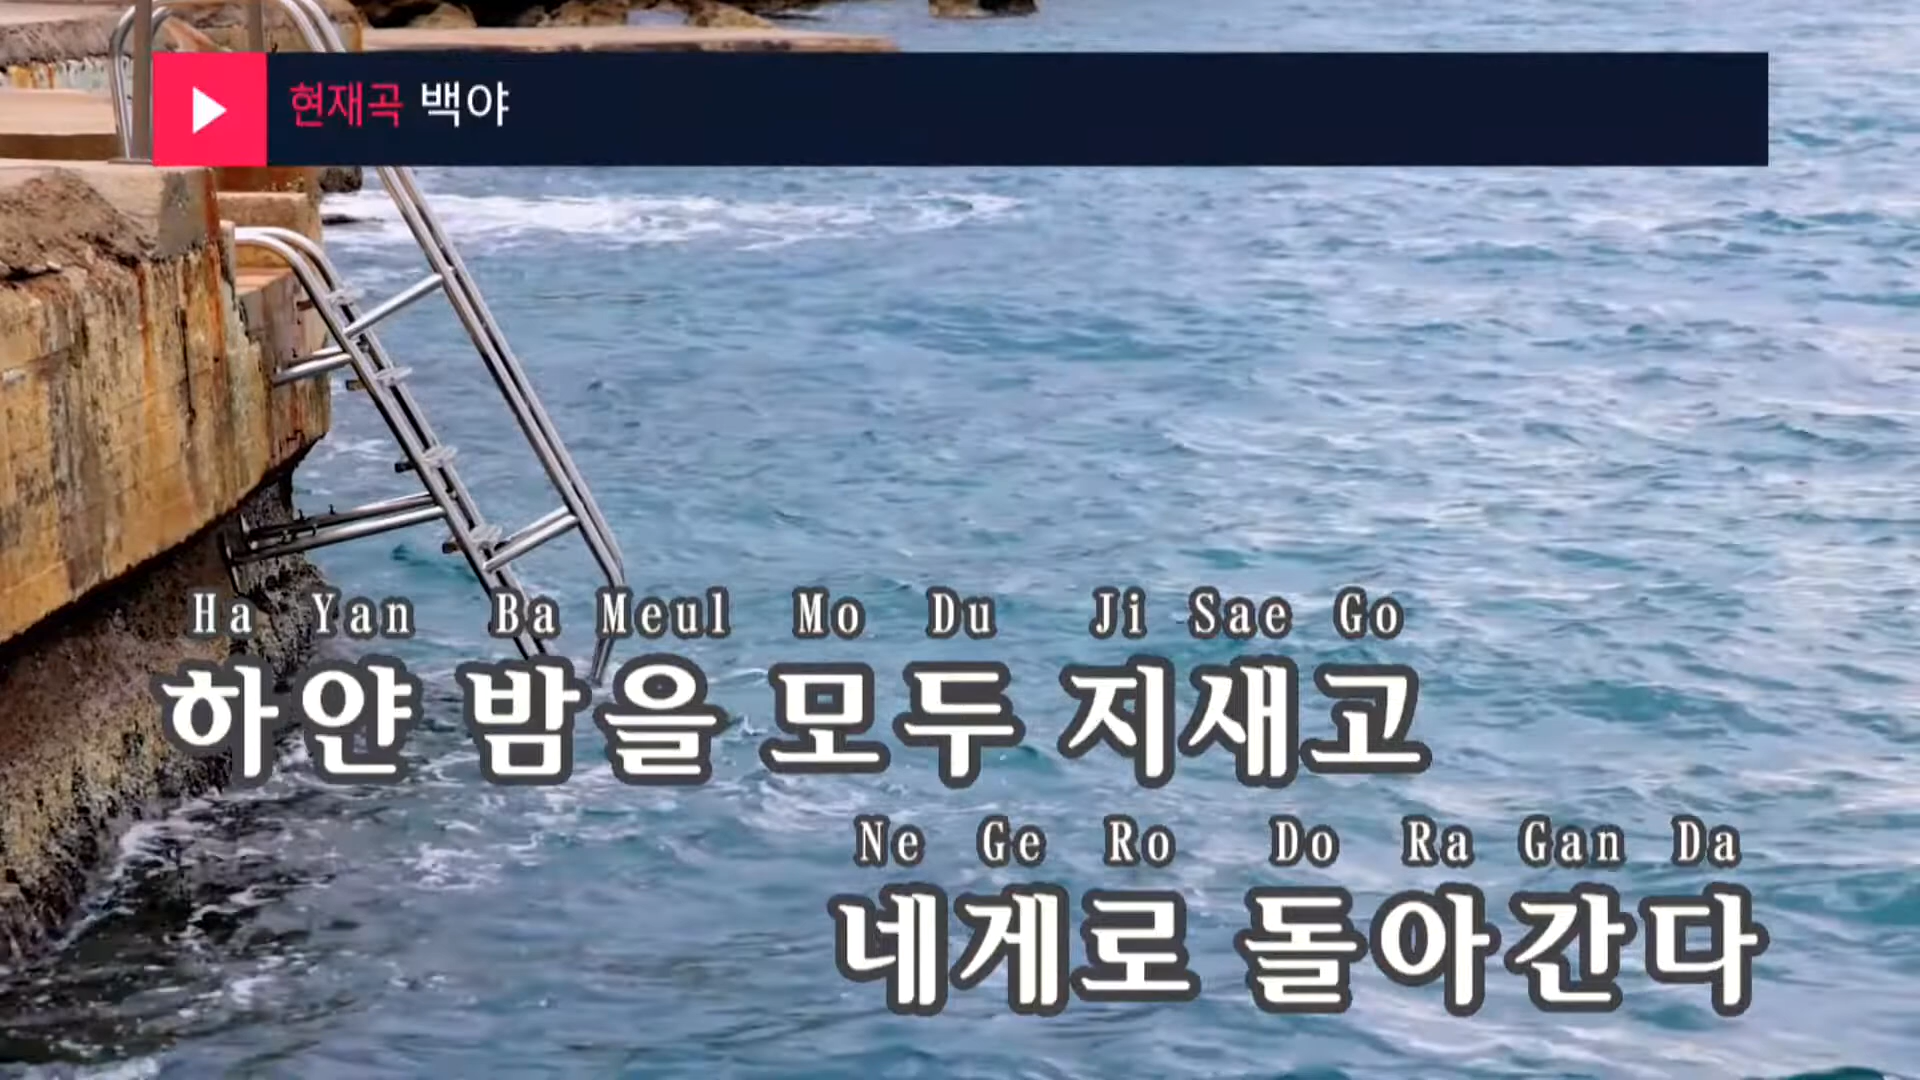 현재곡 백야
Ha Yan Ba Meul Mo Du Ji Sae Go
하얀 밤을 모두 지새고
Ne Ge Ro Do Ra Gan Da
네게로 돌아간다